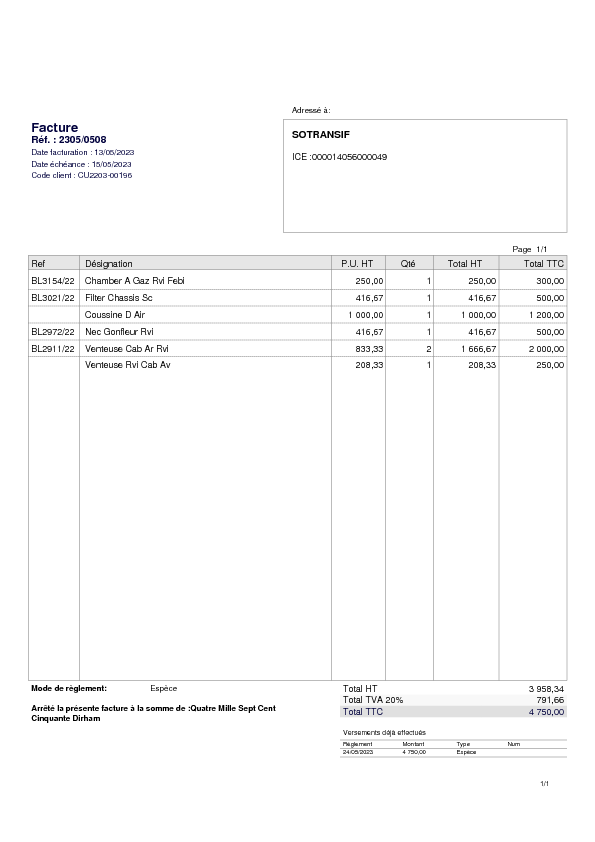 Adressé à:
Facture
Réf. : 2305/0508
Date facturation : 13/05/2023
Date échéance : 15/05/2023
Code client : CU2203-00196
SOTRANSIF
ICE :000014056000049
Page 1/1
Ref Désignation P.U. HT Qté Total HT Total TTC
BL3154/22 Chamber A Gaz Rvi Febi 250,00 1 250,00 300,00
BL3021/22 Filter Chassis Sc 416,67 1 416,67 500,00
Coussine D Air 1 000,00 1 1 000,00 1 200,00
BL2972/22 Nec Gonfleur Rvi 416,67 1 416,67 500,00
BL2911/22 Venteuse Cab Ar Rvi 833,33 2 1 666,67 2 000,00
Venteuse Rvi Cab Av 208,33 1 208,33 250,00
Mode de règlement: Espèce
Total HT 3 958,34
Total TVA 20% 791,66
Total TTC 4 750,00
Arrêté la présente facture à la somme de :Quatre Mille Sept Cent
Cinquante Dirham
Versements déjà effectués
Règlement Montant Type Num
24/05/2023 4 750,00 Espèce
1/1